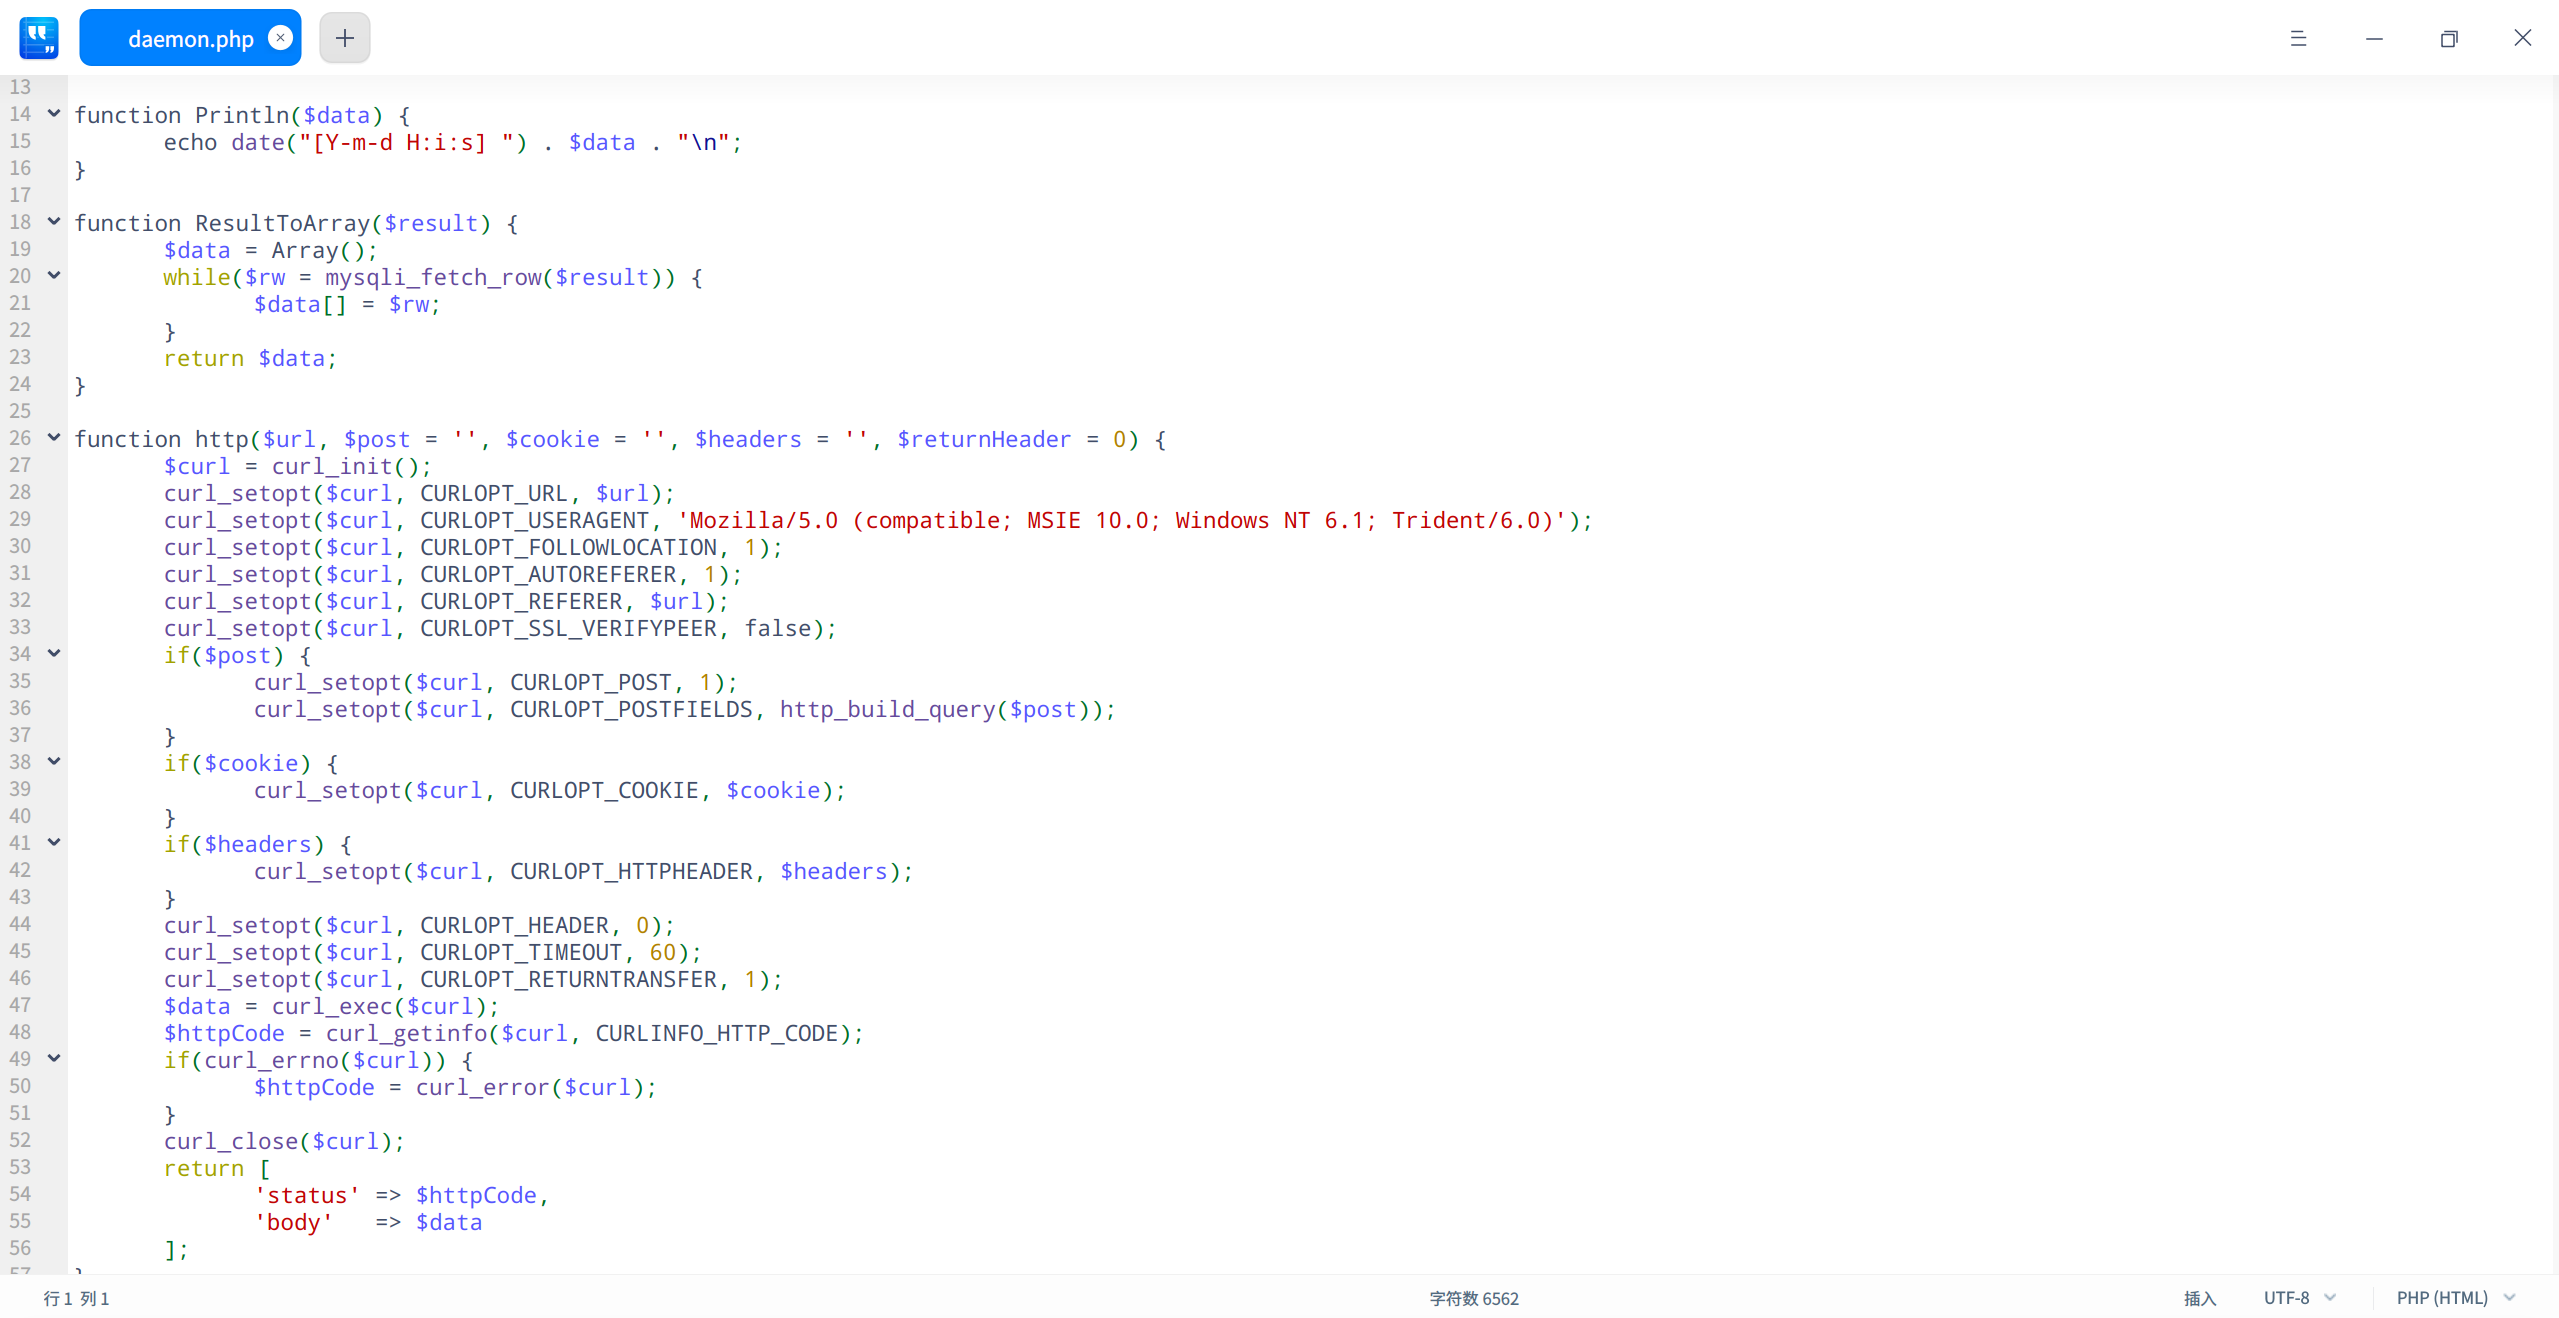 daemon.php
13
14 function Println($data) {
15 echo date("[Y-m-d H:i:s] ") . $data . "\n";
16 }
17
18 function ResultToArray($result) {
19 $data = Array();
20 while($rw = mysqli_fetch_row($result)) {
21 $data[] = $rw;
22 }
23 return $data;
24 }
25
26 function http($url, $post = '', $cookie = '', $headers = '', $returnHeader = 0) {
27 $curl = curl_init();
28 curl_setopt($curl, CURLOPT_URL, $url);
29 curl_setopt($curl, CURLOPT_USERAGENT, 'Mozilla/5.0 (compatible; MSIE 10.0; Windows NT 6.1; Trident/6.0)');
30 curl_setopt($curl, CURLOPT_FOLLOWLOCATION, 1);
31 curl_setopt($curl, CURLOPT_AUTOREFERER, 1);
32 curl_setopt($curl, CURLOPT_REFERER, $url);
33 curl_setopt($curl, CURLOPT_SSL_VERIFYPEER, false);
34 if($post) {
35 curl_setopt($curl, CURLOPT_POST, 1);
36 curl_setopt($curl, CURLOPT_POSTFIELDS, http_build_query($post));
37 }
38 if($cookie) {
39 curl_setopt($curl, CURLOPT_COOKIE, $cookie);
40 }
41 if($headers) {
42 curl_setopt($curl, CURLOPT_HTTPHEADER, $headers);
43 }
44 curl_setopt($curl, CURLOPT_HEADER, 0);
45 curl_setopt($curl, CURLOPT_TIMEOUT, 60);
46 curl_setopt($curl, CURLOPT_RETURNTRANSFER, 1);
47 $data = curl_exec($curl);
48 $httpCode = curl_getinfo($curl, CURLINFO_HTTP_CODE);
49 if(curl_errno($curl)) {
50 $httpCode = curl_error($curl);
51 }
52 curl_close($curl);
53 return [
54 'status' => $httpCode,
55 'body'   => $data
56 ];
57 }
行 1 列 1 字符数 6562 插入 UTF-8 PHP (HTML)